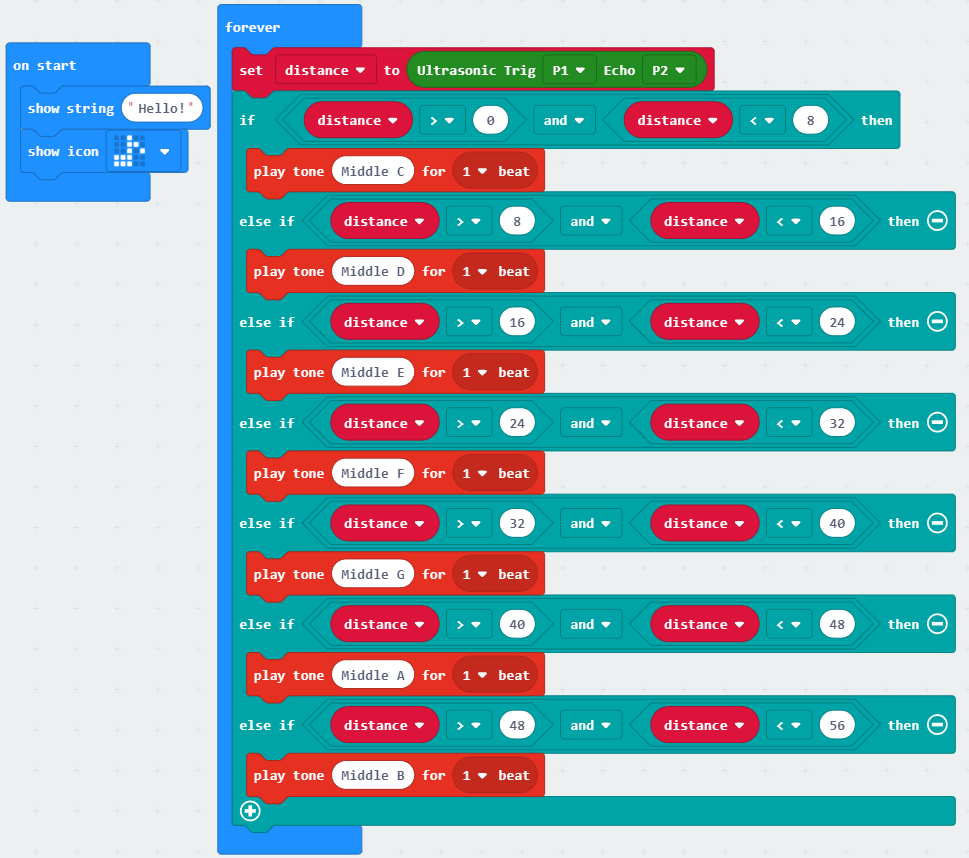 on start
show string "Hello!"
show icon
forever
set distance to Ultrasonic Trig P1 Echo P2
if distance > 0 and distance < 8 then
play tone Middle C for 1 beat
else if distance > 8 and distance < 16 then
play tone Middle D for 1 beat
else if distance > 16 and distance < 24 then
play tone Middle E for 1 beat
else if distance > 24 and distance < 32 then
play tone Middle F for 1 beat
else if distance > 32 and distance < 40 then
play tone Middle G for 1 beat
else if distance > 40 and distance < 48 then
play tone Middle A for 1 beat
else if distance > 48 and distance < 56 then
play tone Middle B for 1 beat